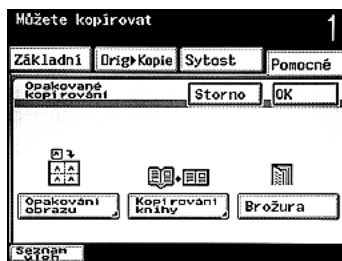 Můžete kopírovat 1
Základní Orig▸Kopie Sytost Pomocné
Opakované
kopírování
Storno OK
Opakování
obrazu
Kopírování
knihy
Brožura
Seznam
úloh